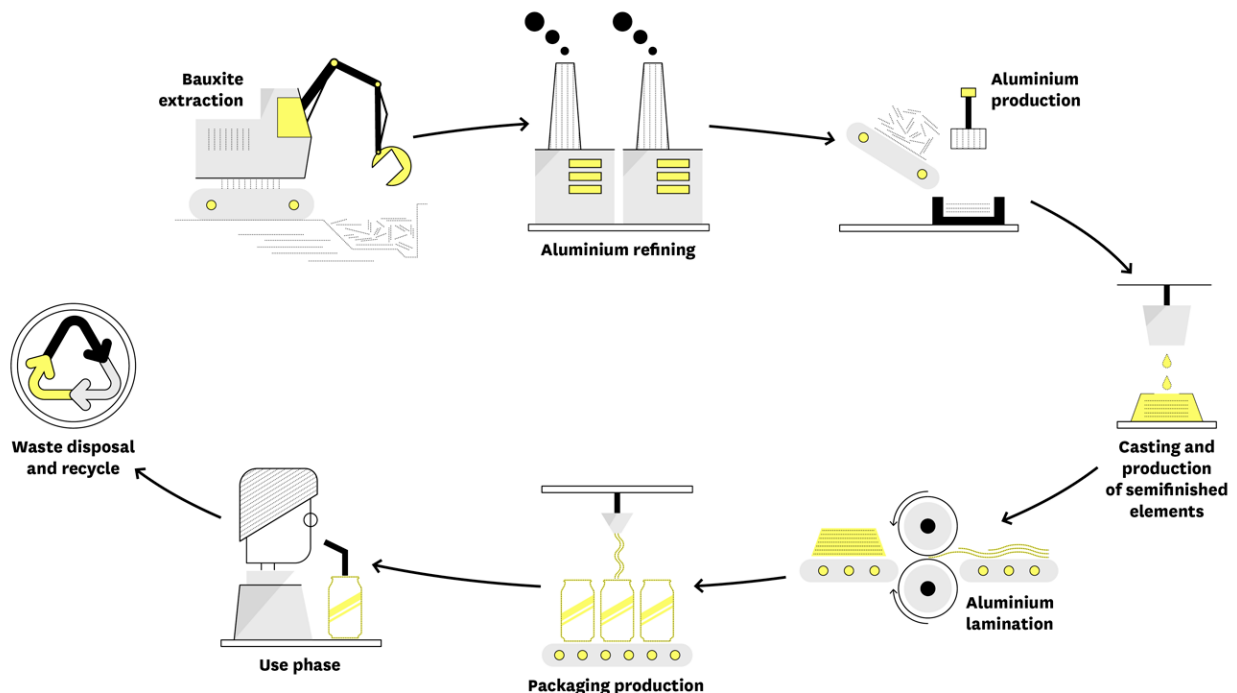 Bauxite
extraction
Aluminium refining
Aluminium
production
Casting and
production
of semifinished
elements
Aluminium
lamination
Packaging production
Use phase
Waste disposal
and recycle